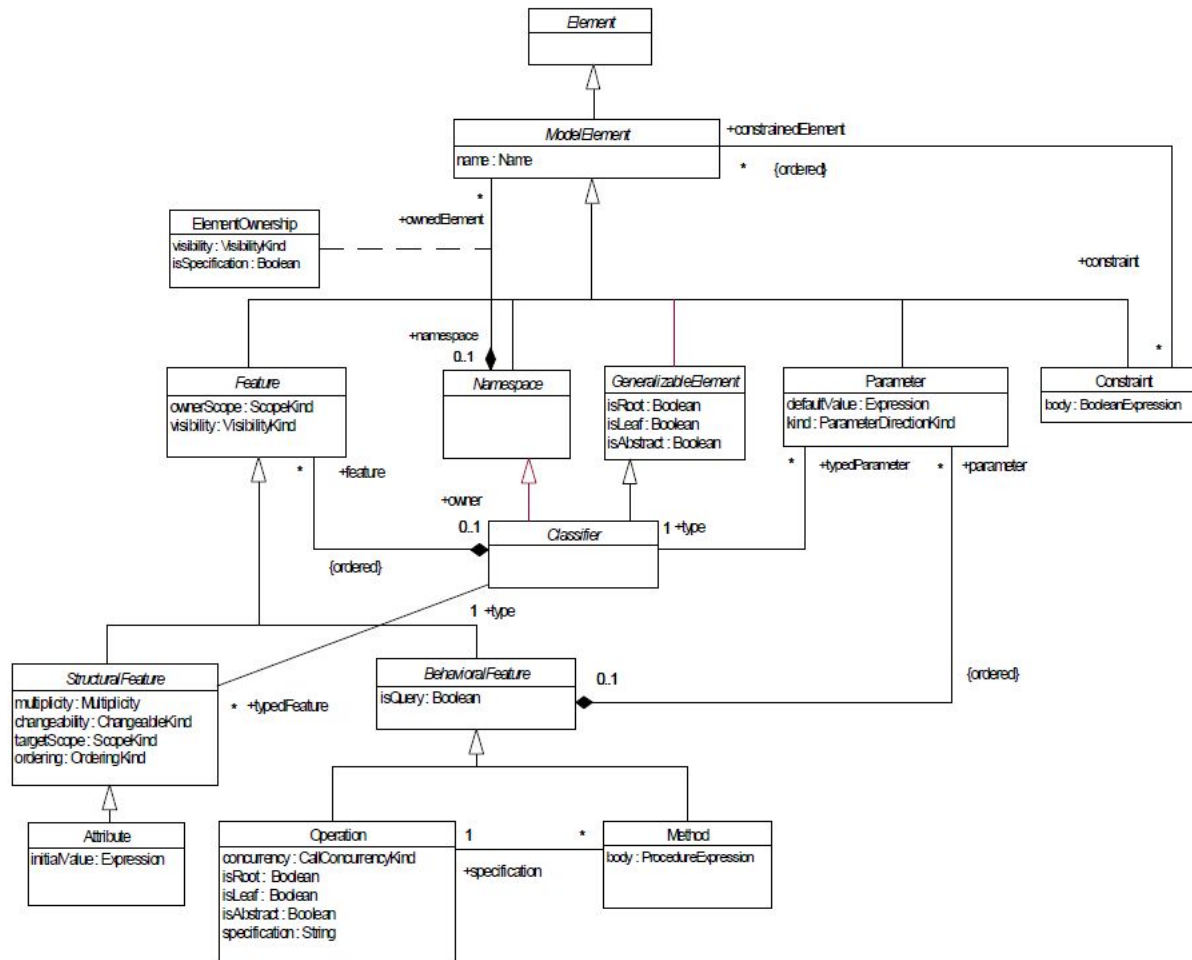 Element
ModelElement
name : Name
+constrainedElement
* {ordered}
*
+ownedElement
ElementOwnership
visibility : VisibilityKind
isSpecification : Boolean
+constraint
*
+namespace
0..1
Feature
ownerScope : ScopeKind
visibility : VisibilityKind
Namespace
GeneralizableElement
isRoot : Boolean
isLeaf : Boolean
isAbstract : Boolean
Parameter
defaultValue : Expression
kind : ParameterDirectionKind
Constraint
body : BooleanExpression
* +feature
* +typedParameter
* +parameter
+owner
0..1
Classifier
1 +type
{ordered}
1 +type
StructuralFeature
multiplicity : Multiplicity
changeability : ChangeableKind
targetScope : ScopeKind
ordering : OrderingKind
* +typedFeature
BehavioralFeature
isQuery : Boolean
0..1
{ordered}
Attribute
initialValue : Expression
Operation
concurrency : CallConcurrencyKind
isRoot : Boolean
isLeaf : Boolean
isAbstract : Boolean
specification : String
1 *
+specification
Method
body : ProcedureExpression